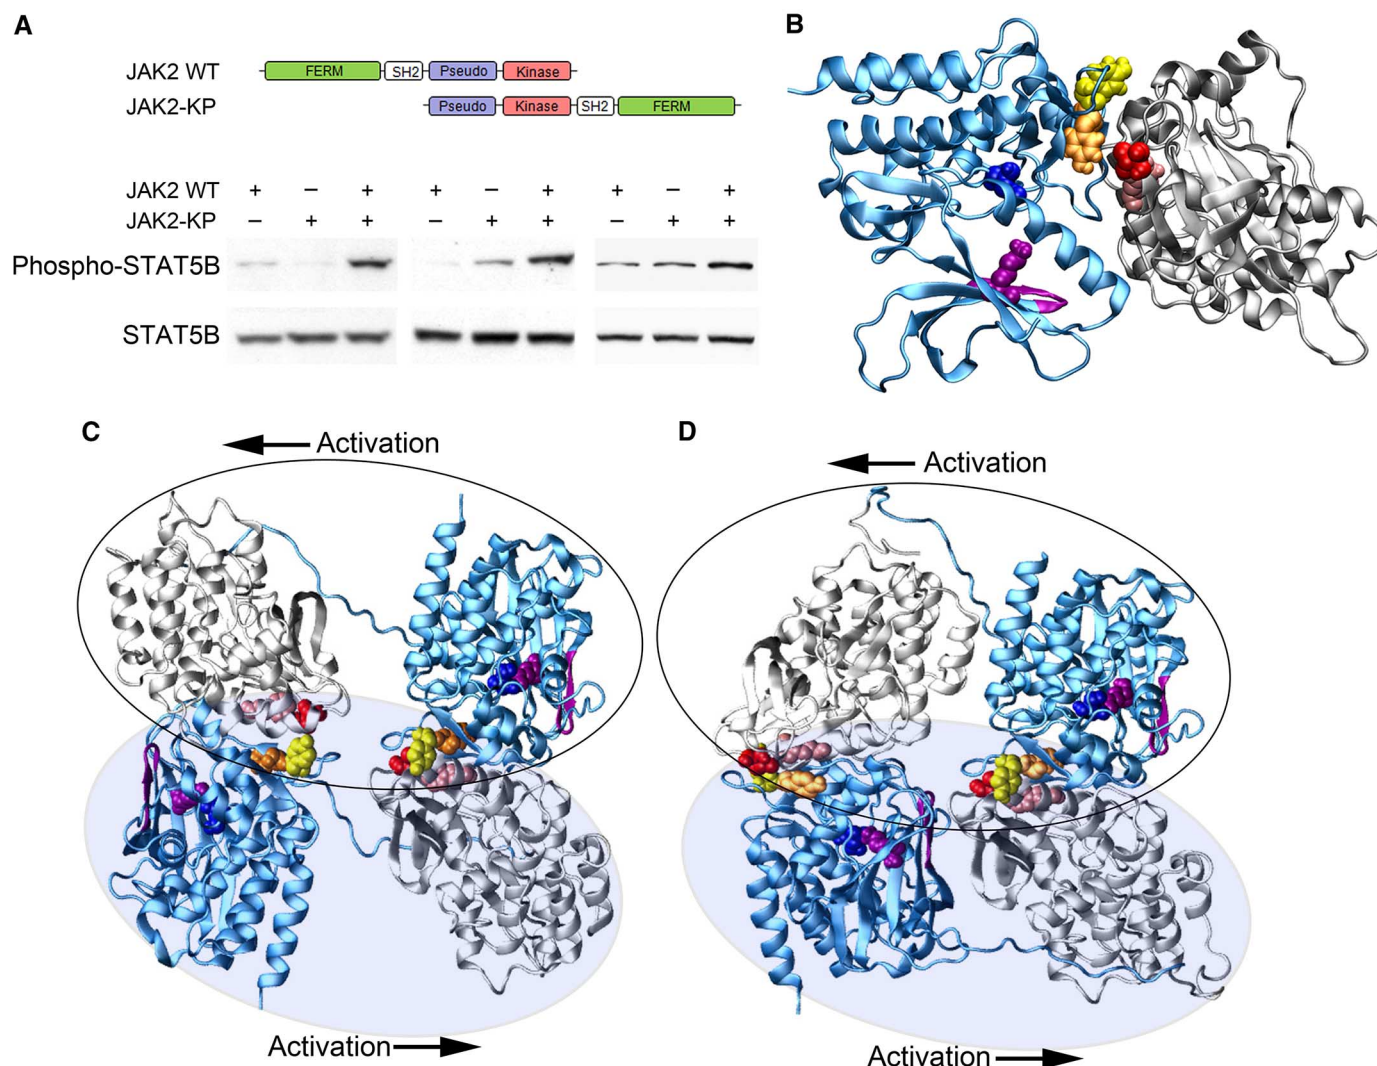 A
JAK2 WT FERM SH2 Pseudo Kinase
JAK2-KP Pseudo Kinase SH2 FERM
JAK2 WT + – + + – + + – +
JAK2-KP – + + – + + – + +
Phospho-STAT5B
STAT5B
B
C
Activation
Activation
D
Activation
Activation